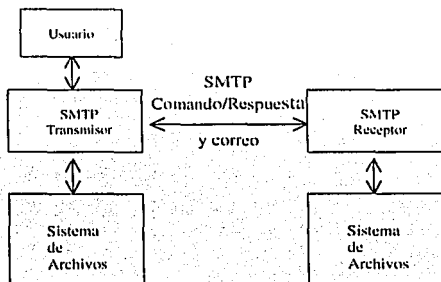 Usuario
SMTP
Transmisor
SMTP
Comando/Respuesta
y correo
SMTP
Receptor
Sistema
de
Archivos
Sistema
de
Archivos